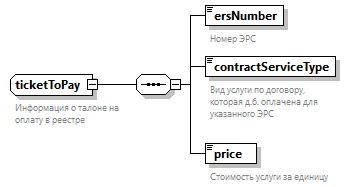 ersNumber
Номер ЭРС
contractServiceType
Вид услуги по договору,
которая д.б. оплачена для
указанного ЭРС
ticketToPay
Информация о талоне на
оплату в реестре
price
Стоимость услуги за единицу